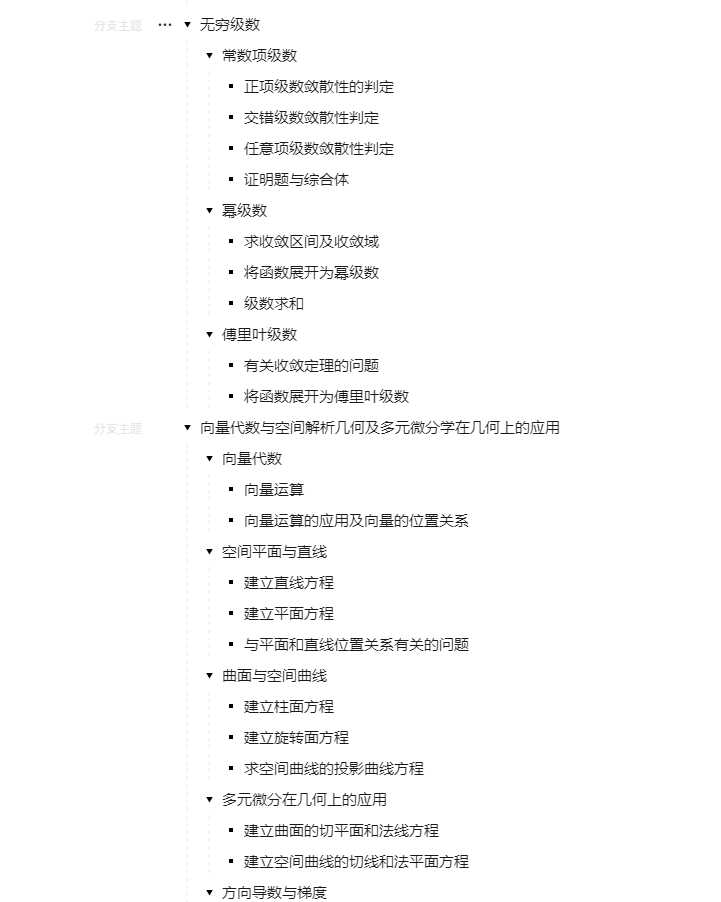 分支主题 ••• 无穷级数
常数项级数
正项级数敛散性的判定
交错级数敛散性判定
任意项级数敛散性判定
证明题与综合体
幂级数
求收敛区间及收敛域
将函数展开为幂级数
级数求和
傅里叶级数
有关收敛定理的问题
将函数展开为傅里叶级数
分支主题 向量代数与空间解析几何及多元微分学在几何上的应用
向量代数
向量运算
向量运算的应用及向量的位置关系
空间平面与直线
建立直线方程
建立平面方程
与平面和直线位置关系有关的问题
曲面与空间曲线
建立柱面方程
建立旋转面方程
求空间曲线的投影曲线方程
多元微分在几何上的应用
建立曲面的切平面和法线方程
建立空间曲线的切线和法平面方程
方向导数与梯度